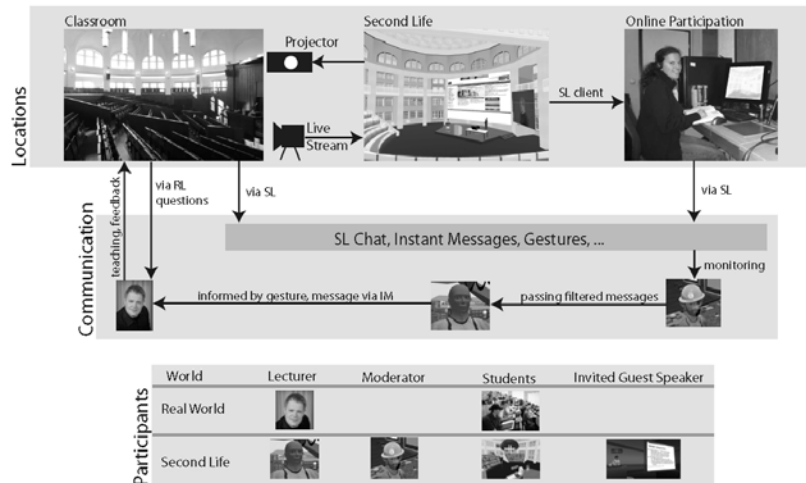 Classroom
Second Life
Online Participation
Projector
SL client
Live
Stream
Locations
via RL
questions
via SL
via SL
teaching, feedback
SL Chat, Instant Messages, Gestures, ...
monitoring
Communication
informed by gesture, message via IM
passing filtered messages
World
Lecturer
Moderator
Students
Invited Guest Speaker
Real World
Second Life
Participants